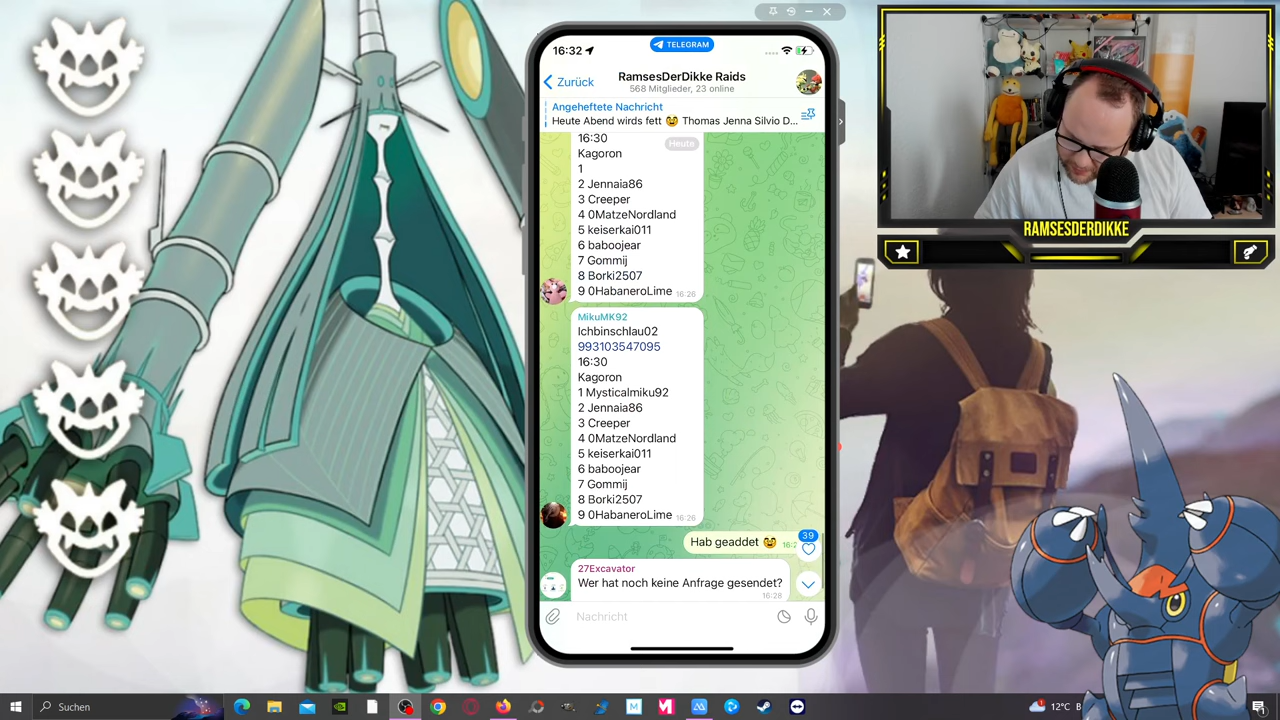 16:32
TELEGRAM
Zurück
RamsesDerDikke Raids
568 Mitglieder, 23 online
Angeheftete Nachricht
Heute Abend wird's fett 🤠 Thomas Jenna Silvio D...
Heute
16:30
Kagoron
1
2 Jennaia86
3 Creeper
4 0MatzeNordland
5 keiserkai011
6 baboojear
7 Gommij
8 Borki2507
9 0HabaneroLime 16:26
MikuMK92
Ichbinschlau02
993103547095
16:30
Kagoron
1 Mysticalmiku92
2 Jennaia86
3 Creeper
4 0MatzeNordland
5 keiserkai011
6 baboojear
7 Gommij
8 Borki2507
9 0HabaneroLime 16:26
Hab geaddet 🤠
39
27Excavator
Wer hat noch keine Anfrage gesendet?
16:28
Nachricht
RAMSESDERDIKKE
Suchen
12°C B